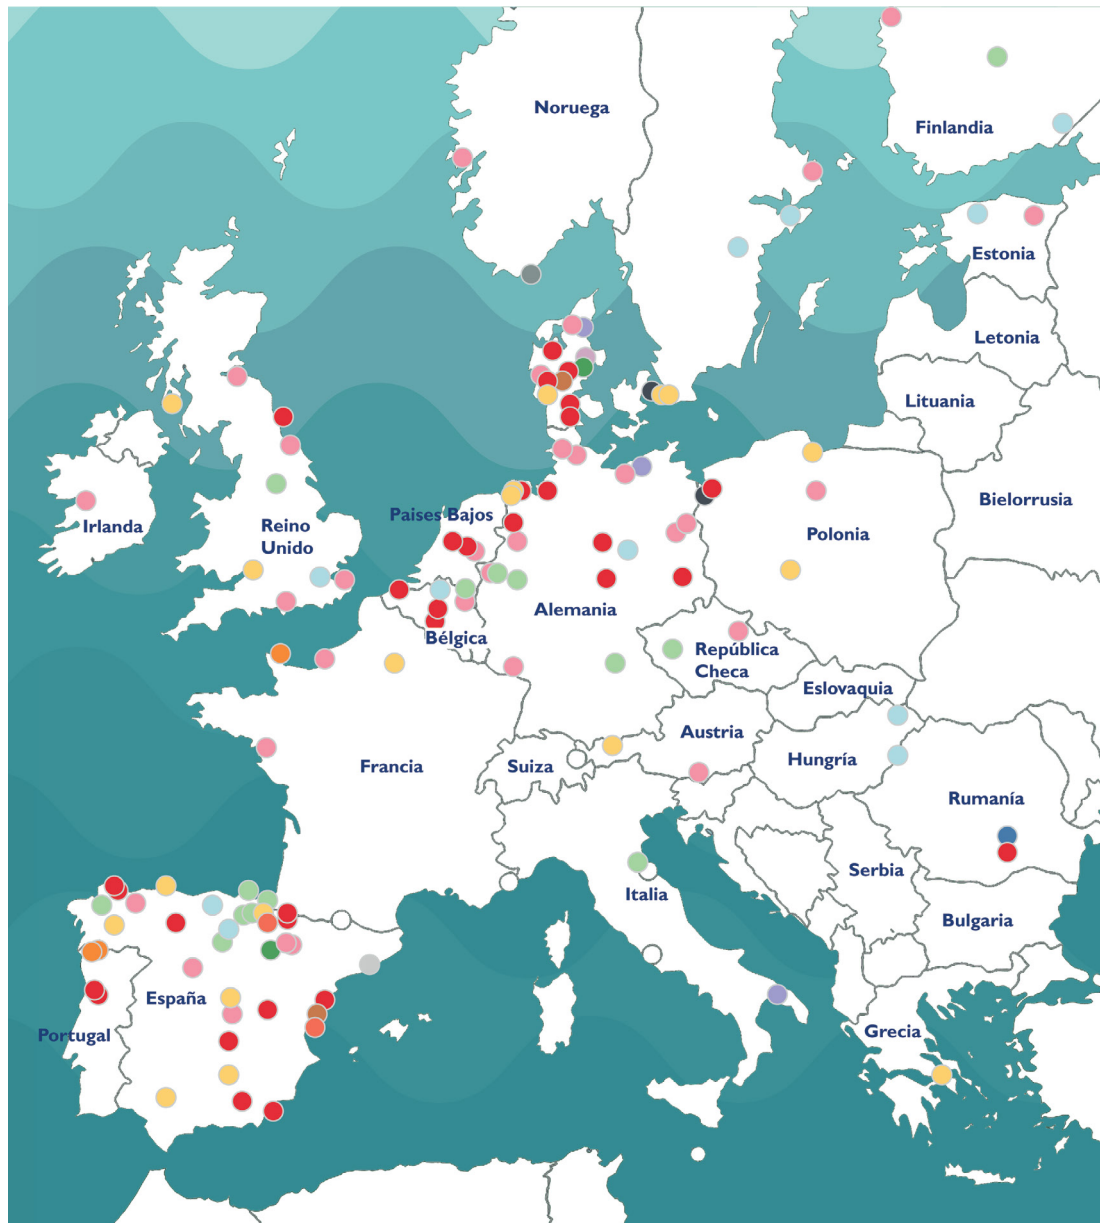 Noruega
Finlandia
Estonia
Letonia
Lituania
Bielorrusia
Irlanda
Reino
Unido
Paises Bajos
Polonia
Alemania
Bélgica
República
Checa
Eslovaquia
Austria
Hungría
Francia
Suiza
Rumanía
Serbia
Italia
Bulgaria
España
Portugal
Grecia